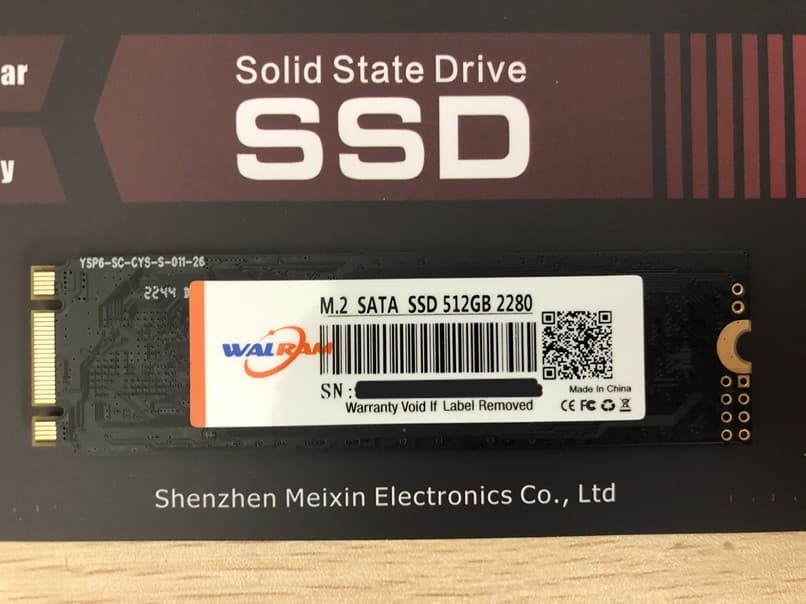 ar
Solid State Drive
SSD
y
YSP6-SC-CYS-S-011-26
2244
M.2 SATA SSD 512GB 2280
WALRAM
SN:
Made In China
Warranty Void If Label Removed
CE FC
Shenzhen Meixin Electronics Co., Ltd